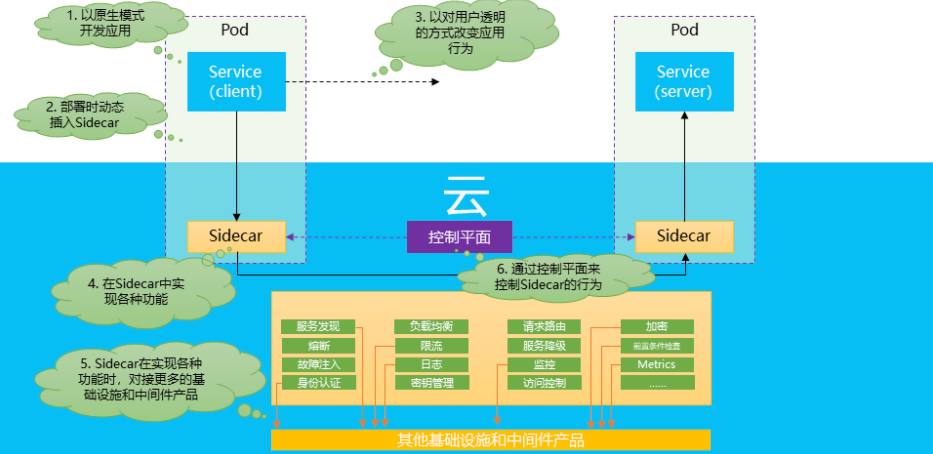 1. 以原生模式
开发应用
Pod
3. 以对用户透明
的方式改变应用
行为
Pod
Service
(client)
Service
(server)
2. 部署时动态
插入Sidecar
云
Sidecar
控制平面
Sidecar
4. 在Sidecar中实
现各种功能
6. 通过控制平面来
控制Sidecar的行为
5. Sidecar在实现各种
功能时，对接更多的基
础设施和中间件产品
服务发现
负载均衡
请求路由
加密
熔断
限流
服务降级
前置条件检查
故障注入
日志
监控
Metrics
身份认证
密钥管理
访问控制
......
其他基础设施和中间件产品